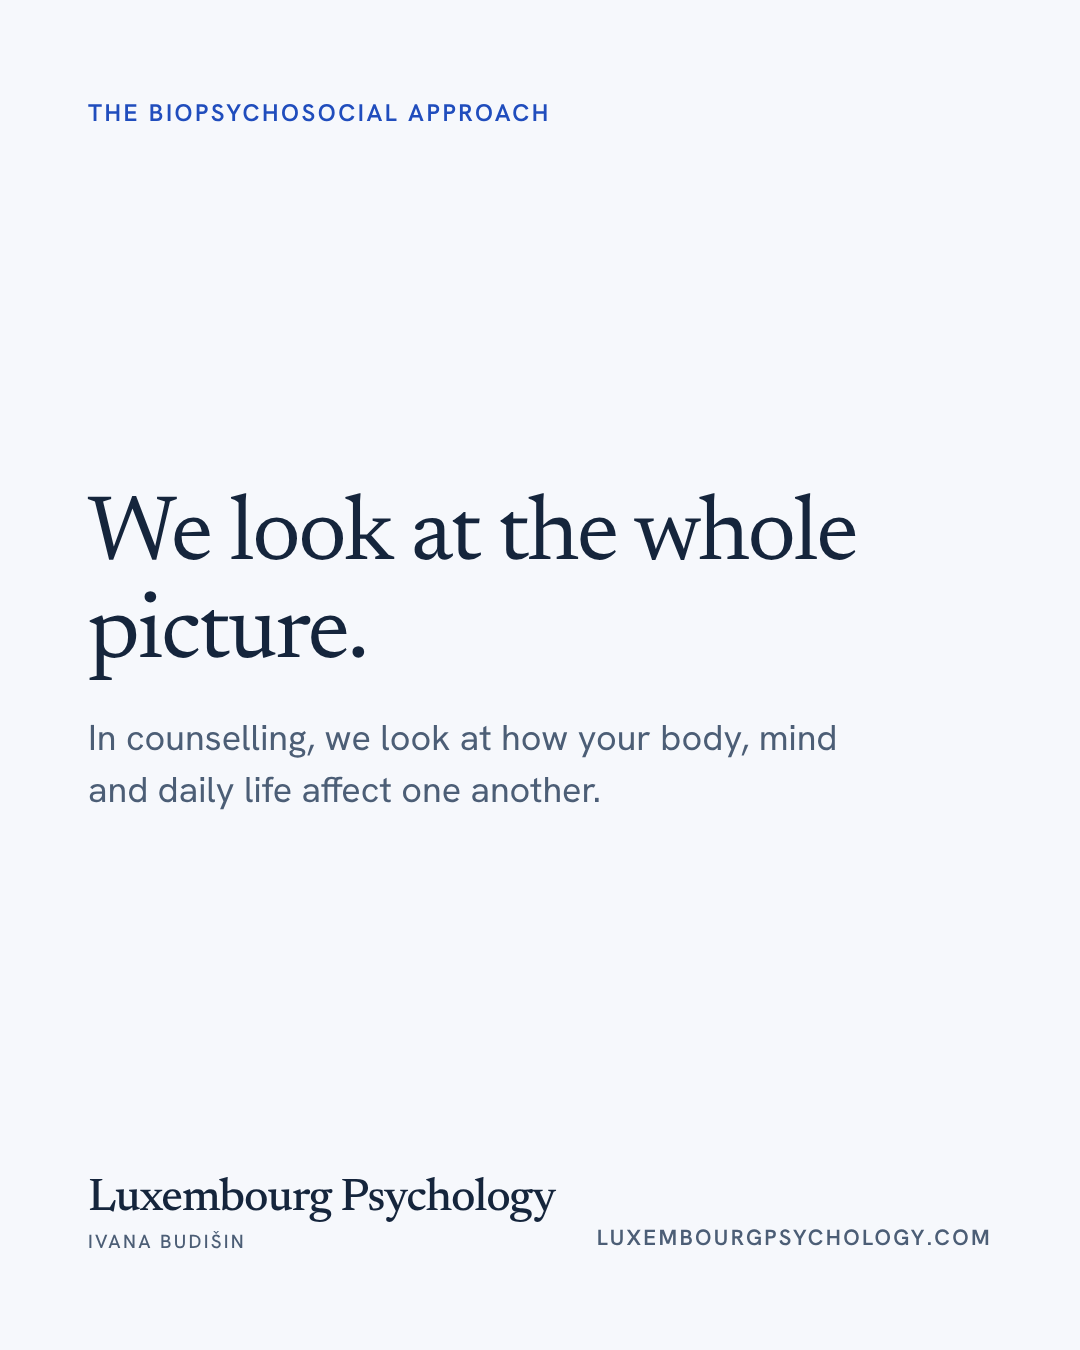 THE BIOPSYCHOSOCIAL APPROACH
We look at the whole
picture.
In counselling, we look at how your body, mind
and daily life affect one another.
Luxembourg Psychology
IVANA BUDIŠIN
LUXEMBOURGPSYCHOLOGY.COM